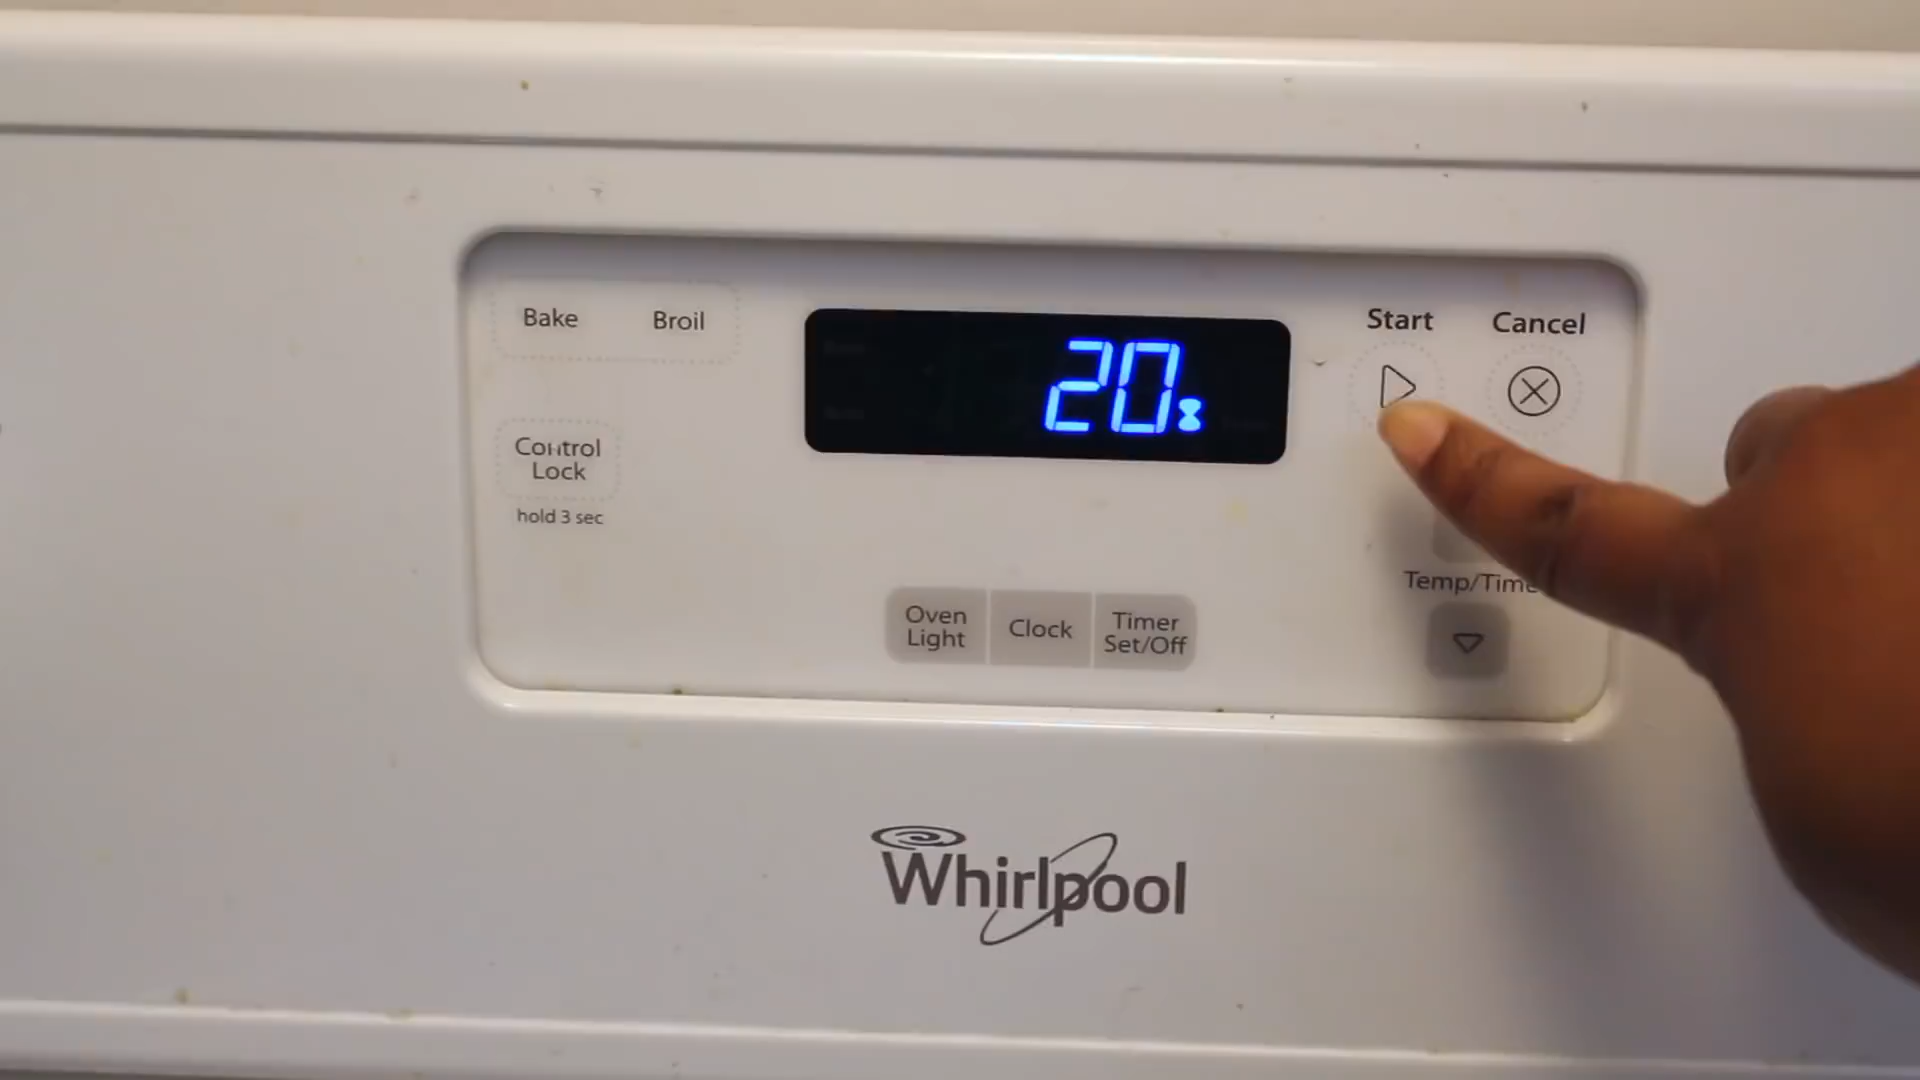 Bake Broil
20
Start Cancel
Control
Lock
hold 3 sec
Temp/Time
Oven
Light
Clock
Timer
Set/Off
Whirlpool